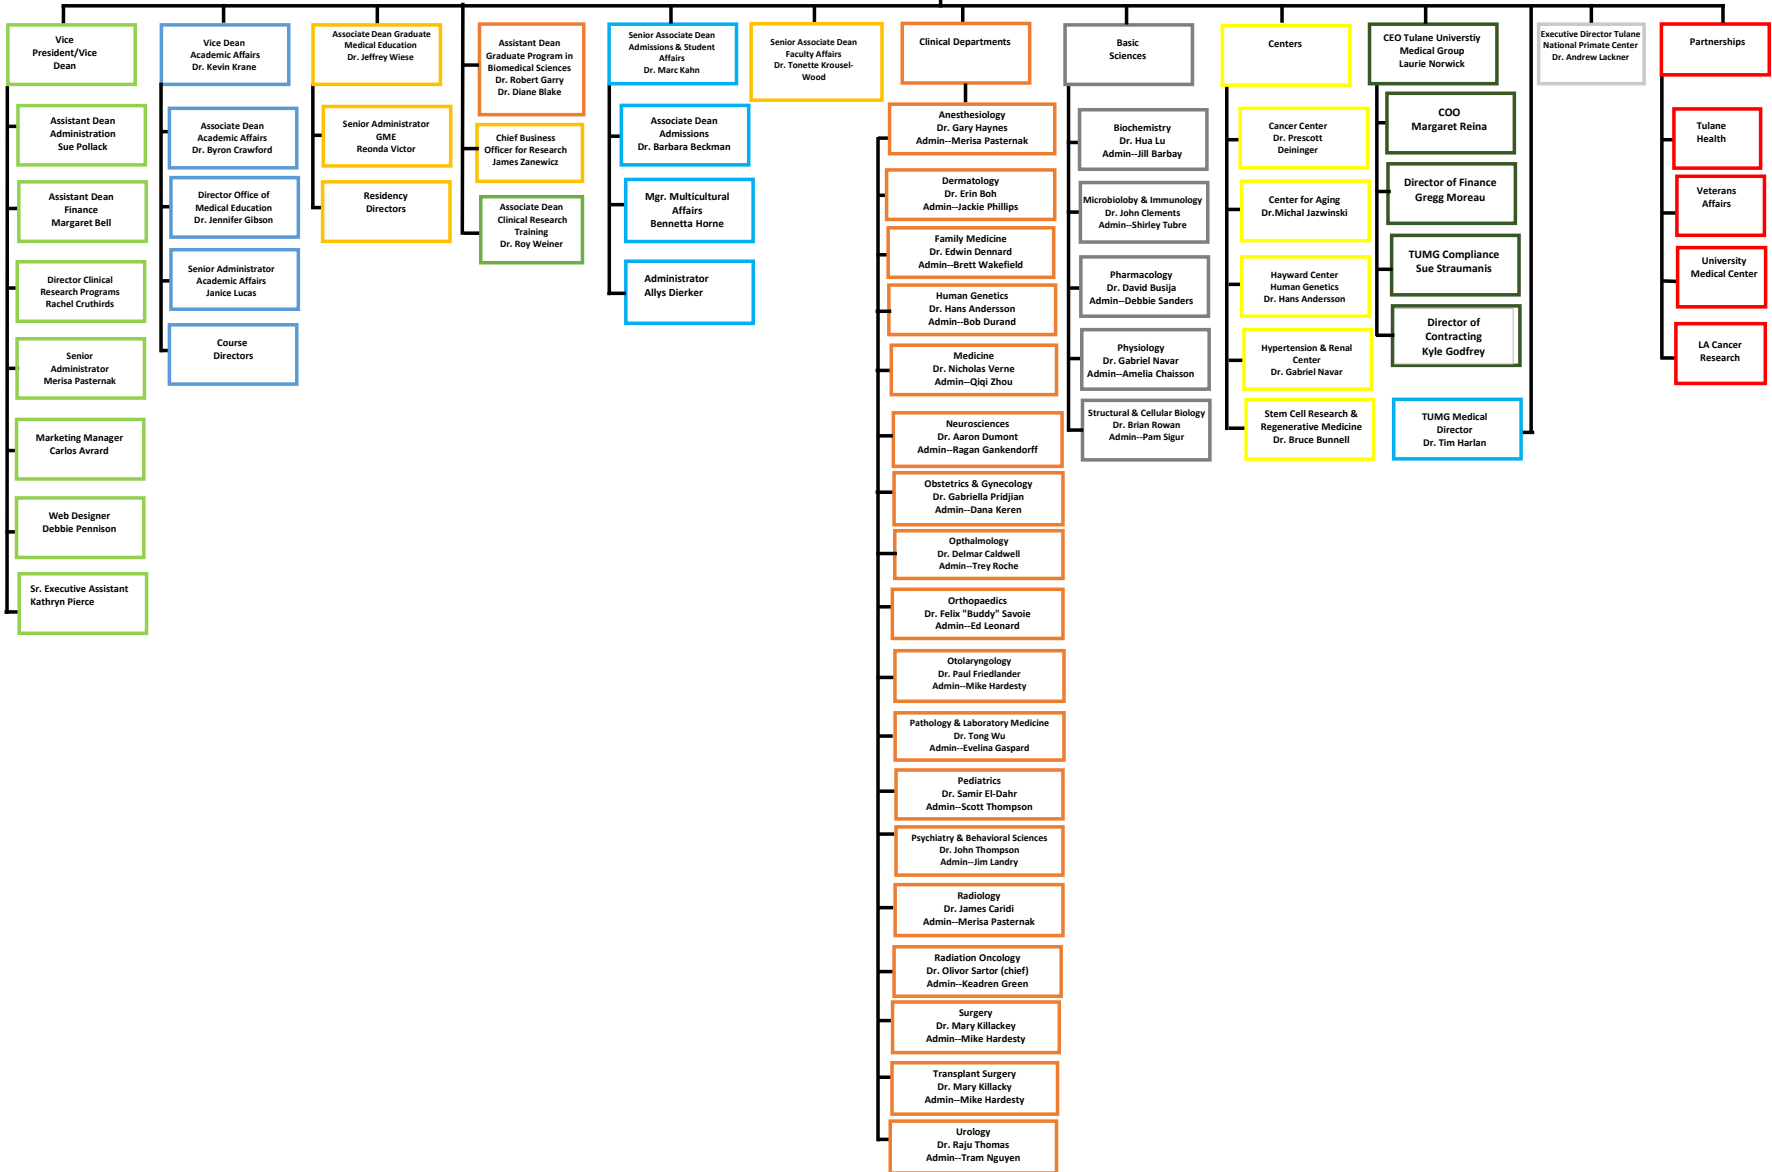 Vice
President/Vice
Dean
Assistant Dean
Administration
Sue Pollack
Assistant Dean
Finance
Margaret Bell
Director Clinical
Research Programs
Rachel Cruthirds
Senior
Administrator
Merisa Pasternak
Marketing Manager
Carlos Avrard
Web Designer
Debbie Pennison
Sr. Executive Assistant
Kathryn Pierce
Vice Dean
Academic Affairs
Dr. Kevin Krane
Associate Dean
Academic Affairs
Dr. Byron Crawford
Director Office of
Medical Education
Dr. Jennifer Gibson
Senior Administrator
Academic Affairs
Janice Lucas
Course
Directors
Associate Dean Graduate
Medical Education
Dr. Jeffrey Wiese
Senior Administrator
GME
Reonda Victor
Residency
Directors
Assistant Dean
Graduate Program in
Biomedical Sciences
Dr. Robert Garry
Dr. Diane Blake
Chief Business
Officer for Research
James Zanewicz
Associate Dean
Clinical Research
Training
Dr. Roy Weiner
Senior Associate Dean
Admissions & Student
Affairs
Dr. Marc Kahn
Associate Dean
Admissions
Dr. Barbara Beckman
Mgr. Multicultural
Affairs
Bennetta Horne
Administrator
Allys Dierker
Senior Associate Dean
Faculty Affairs
Dr. Tonette Krousel-
Wood
Clinical Departments
Anesthesiology
Dr. Gary Haynes
Admin--Merisa Pasternak
Dermatology
Dr. Erin Boh
Admin--Jackie Phillips
Family Medicine
Dr. Edwin Dennard
Admin--Brett Wakefield
Human Genetics
Dr. Hans Andersson
Admin--Bob Durand
Medicine
Dr. Nicholas Verne
Admin--Qiqi Zhou
Neurosciences
Dr. Aaron Dumont
Admin--Ragan Gankendorff
Obstetrics & Gynecology
Dr. Gabriella Pridjian
Admin--Dana Keren
Opthalmology
Dr. Delmar Caldwell
Admin--Trey Roche
Orthopaedics
Dr. Felix "Buddy" Savoie
Admin--Ed Leonard
Otolaryngology
Dr. Paul Friedlander
Admin--Mike Hardesty
Pathology & Laboratory Medicine
Dr. Tong Wu
Admin--Evelina Gaspard
Pediatrics
Dr. Samir El-Dahr
Admin--Scott Thompson
Psychiatry & Behavioral Sciences
Dr. John Thompson
Admin--Jim Landry
Radiology
Dr. James Caridi
Admin--Merisa Pasternak
Radiation Oncology
Dr. Olivor Sartor (chief)
Admin--Keadren Green
Surgery
Dr. Mary Killackey
Admin--Mike Hardesty
Transplant Surgery
Dr. Mary Killacky
Admin--Mike Hardesty
Urology
Dr. Raju Thomas
Admin--Tram Nguyen
Basic
Sciences
Biochemistry
Dr. Hua Lu
Admin--Jill Barbay
Microbioloby & Immunology
Dr. John Clements
Admin--Shirley Tubre
Pharmacology
Dr. David Busija
Admin--Debbie Sanders
Physiology
Dr. Gabriel Navar
Admin--Amelia Chaisson
Structural & Cellular Biology
Dr. Brian Rowan
Admin--Pam Sigur
Centers
Cancer Center
Dr. Prescott
Deininger
Center for Aging
Dr.Michal Jazwinski
Hayward Center
Human Genetics
Dr. Hans Andersson
Hypertension & Renal
Center
Dr. Gabriel Navar
Stem Cell Research &
Regenerative Medicine
Dr. Bruce Bunnell
CEO Tulane Universtiy
Medical Group
Laurie Norwick
COO
Margaret Reina
Director of Finance
Gregg Moreau
TUMG Compliance
Sue Straumanis
Director of
Contracting
Kyle Godfrey
TUMG Medical
Director
Dr. Tim Harlan
Executive Director Tulane
National Primate Center
Dr. Andrew Lackner
Partnerships
Tulane
Health
Veterans
Affairs
University
Medical Center
LA Cancer
Research